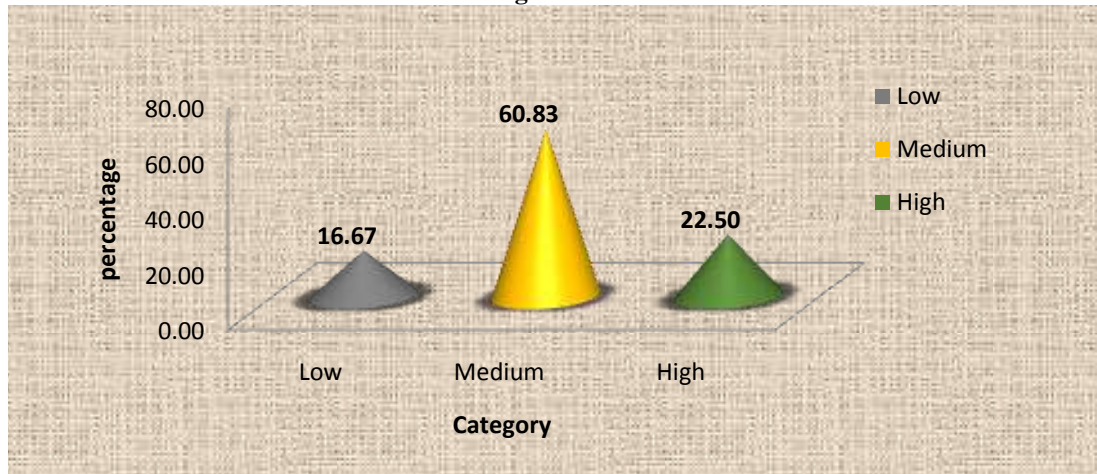 80.00
60.00
40.00
20.00
0.00
percentage
16.67
60.83
22.50
Low
Medium
High
Category
Low
Medium
High